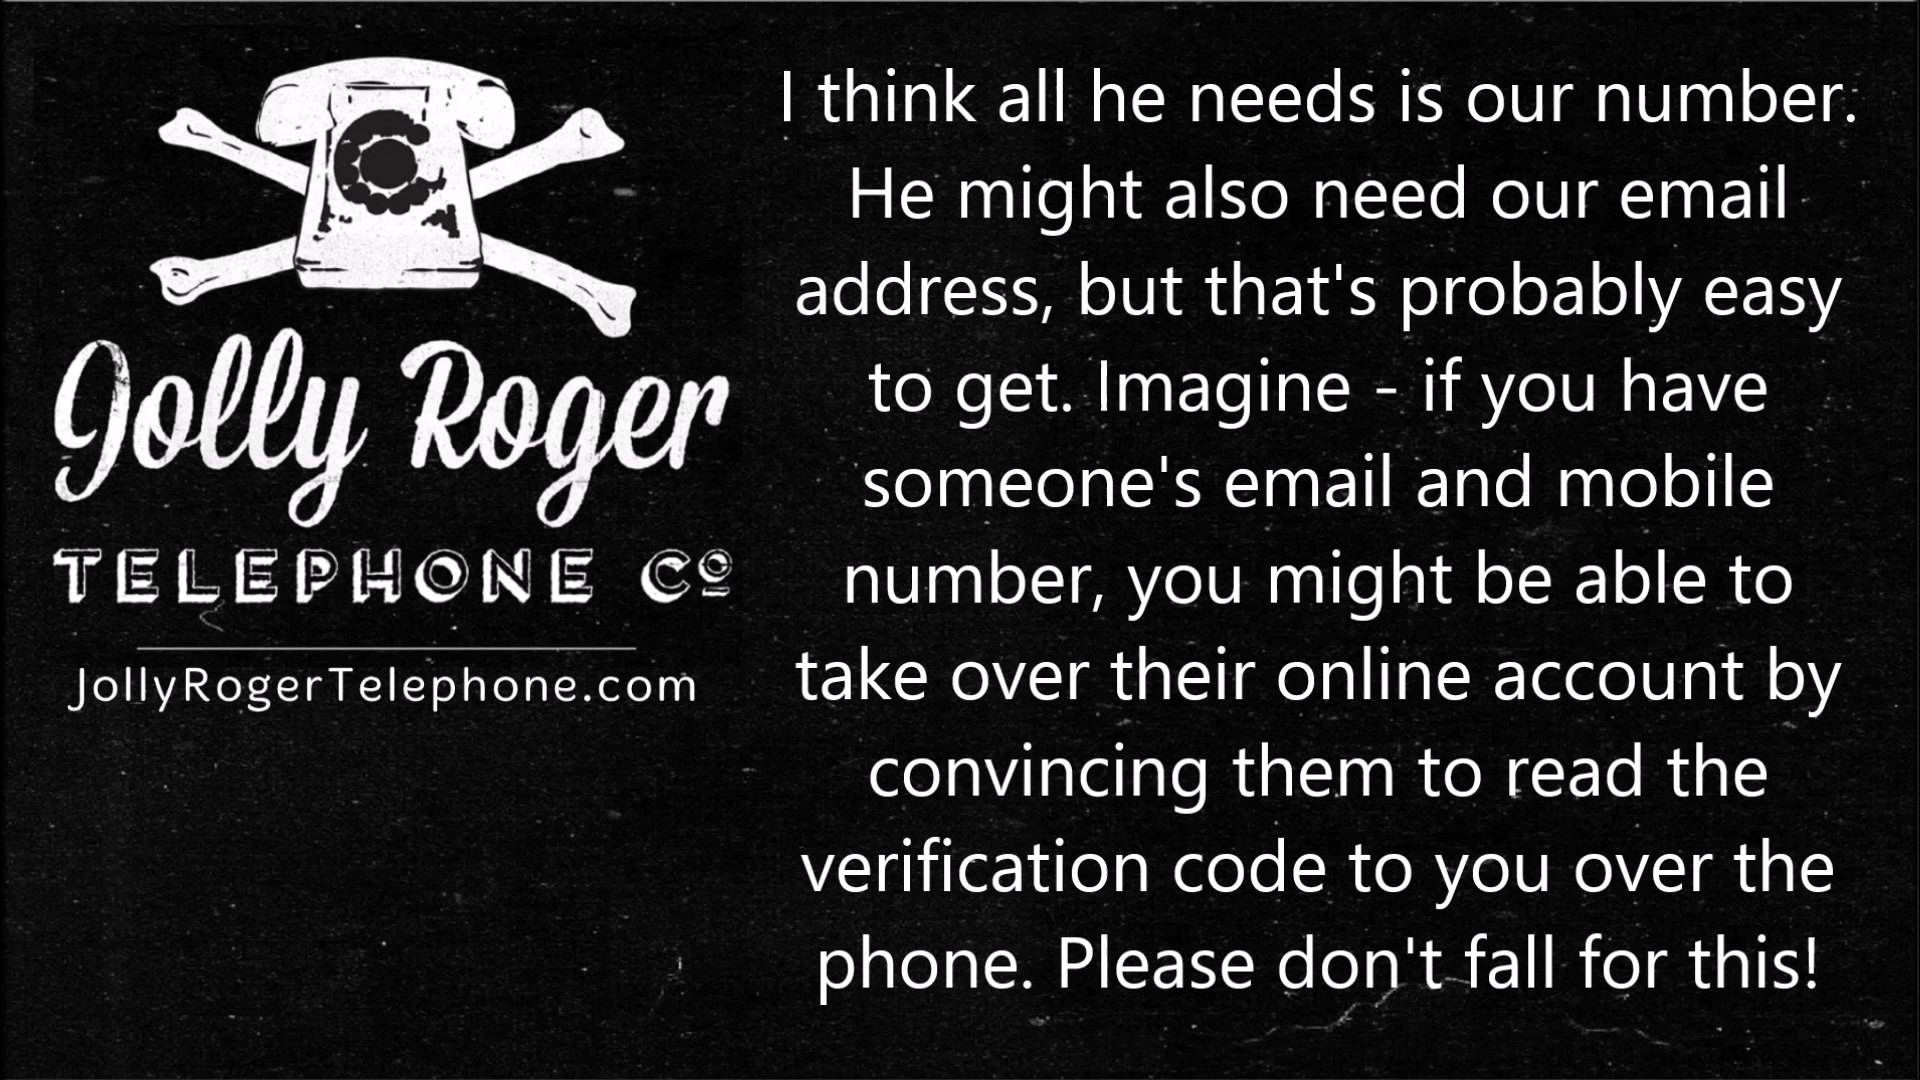 Jolly Roger
TELEPHONE Cº
JollyRogerTelephone.com
I think all he needs is our number.
He might also need our email
address, but that's probably easy
to get. Imagine - if you have
someone's email and mobile
number, you might be able to
take over their online account by
convincing them to read the
verification code to you over the
phone. Please don't fall for this!